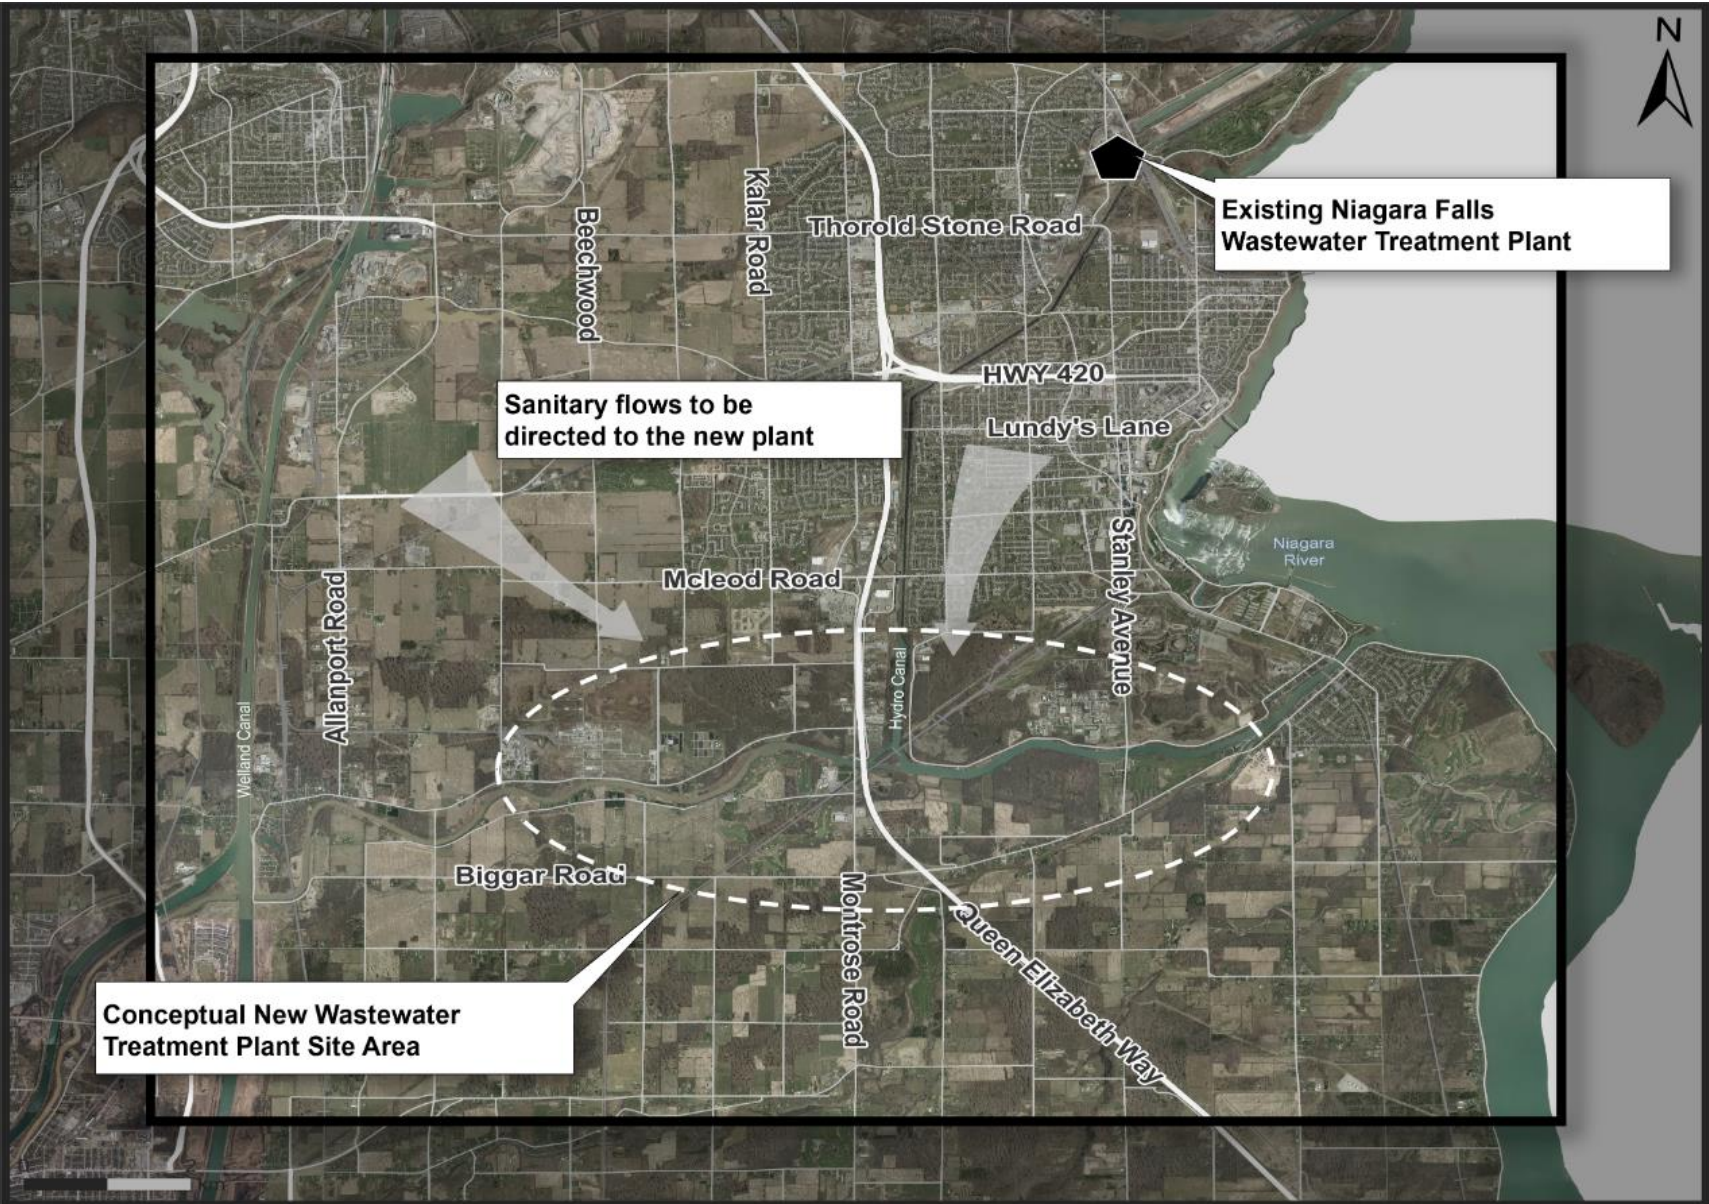 N
Existing Niagara Falls
Wastewater Treatment Plant
Kalar Road
Beechwood
Thorold Stone Road
HWY 420
Sanitary flows to be
directed to the new plant
Lundy's Lane
Niagara
River
Stanley Avenue
Mcleod Road
Allanport Road
Hydro Canal
Welland Canal
Biggar Road
Montrose Road
Queen Elizabeth Way
Conceptual New Wastewater
Treatment Plant Site Area